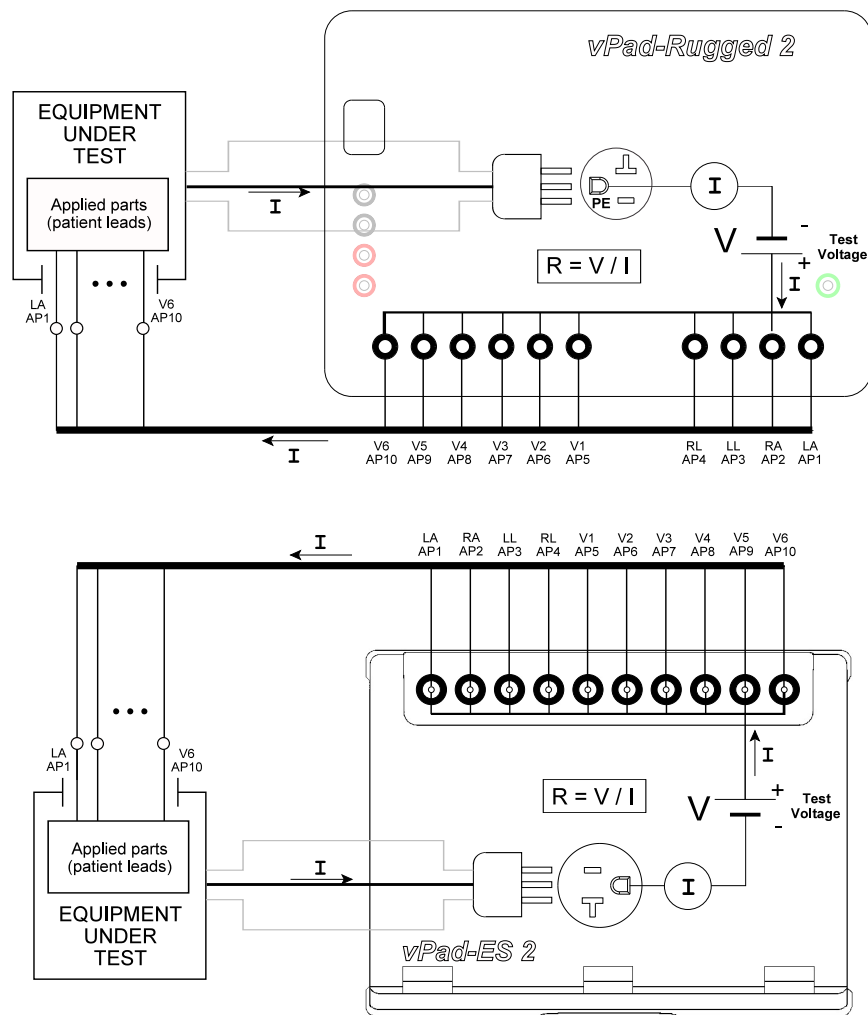 vPad-Rugged 2
EQUIPMENT
UNDER
TEST
Applied parts
(patient leads)
I
PE
I
V
-
Test
Voltage
+
I
R = V / I
LA
AP1
V6
AP10
I
V6
AP10
V5
AP9
V4
AP8
V3
AP7
V2
AP6
V1
AP5
RL
AP4
LL
AP3
RA
AP2
LA
AP1
I
LA
AP1
RA
AP2
LL
AP3
RL
AP4
V1
AP5
V2
AP6
V3
AP7
V4
AP8
V5
AP9
V6
AP10
LA
AP1
V6
AP10
I
R = V / I
V
+
-
Test
Voltage
Applied parts
(patient leads)
I
I
EQUIPMENT
UNDER
TEST
vPad-ES 2